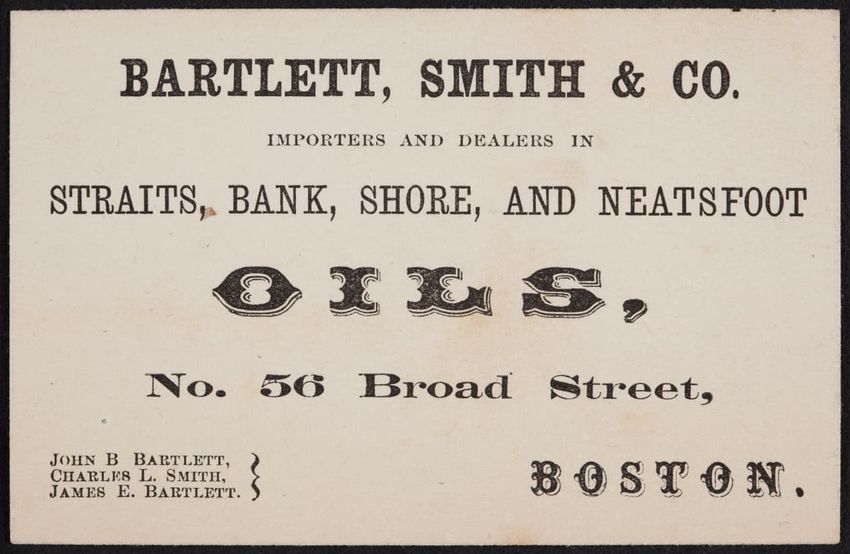 BARTLETT, SMITH & CO.
IMPORTERS AND DEALERS IN
STRAITS, BANK, SHORE, AND NEATSFOOT
OILS,
No. 56 Broad Street,
JOHN B BARTLETT,
CHARLES L. SMITH,
JAMES E. BARTLETT.
BOSTON.